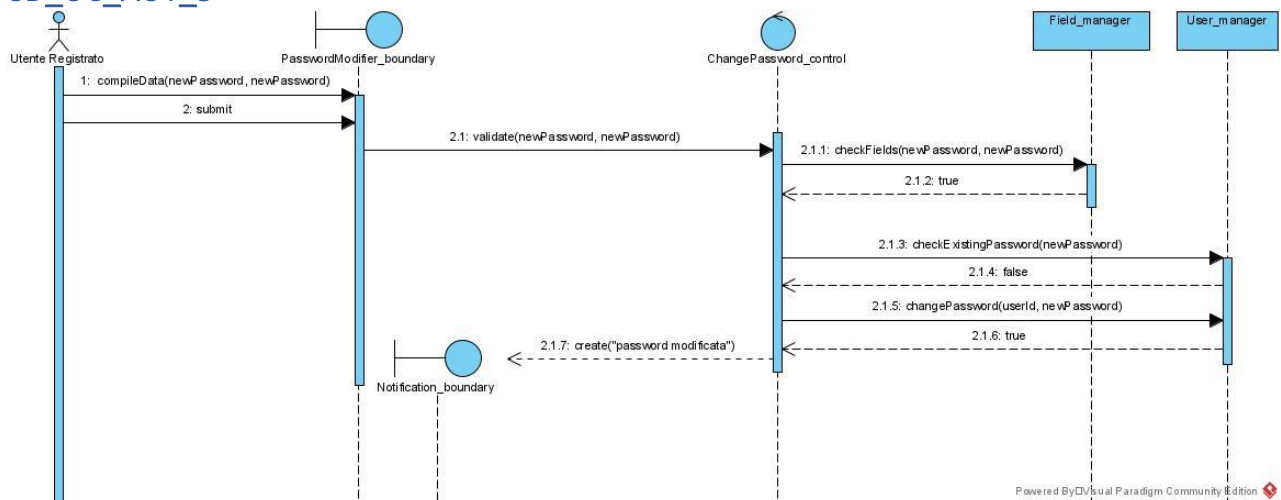 Utente Registrato
PasswordModifier_boundary
ChangePassword_control
Field_manager
User_manager
1: compileData(newPassword, newPassword)
2: submit
2.1: validate(newPassword, newPassword)
2.1.1: checkFields(newPassword, newPassword)
2.1.2: true
2.1.3: checkExistingPassword(newPassword)
2.1.4: false
2.1.5: changePassword(userId, newPassword)
2.1.6: true
2.1.7: create("password modificata")
Notification_boundary
Powered By Visual Paradigm Community Edition